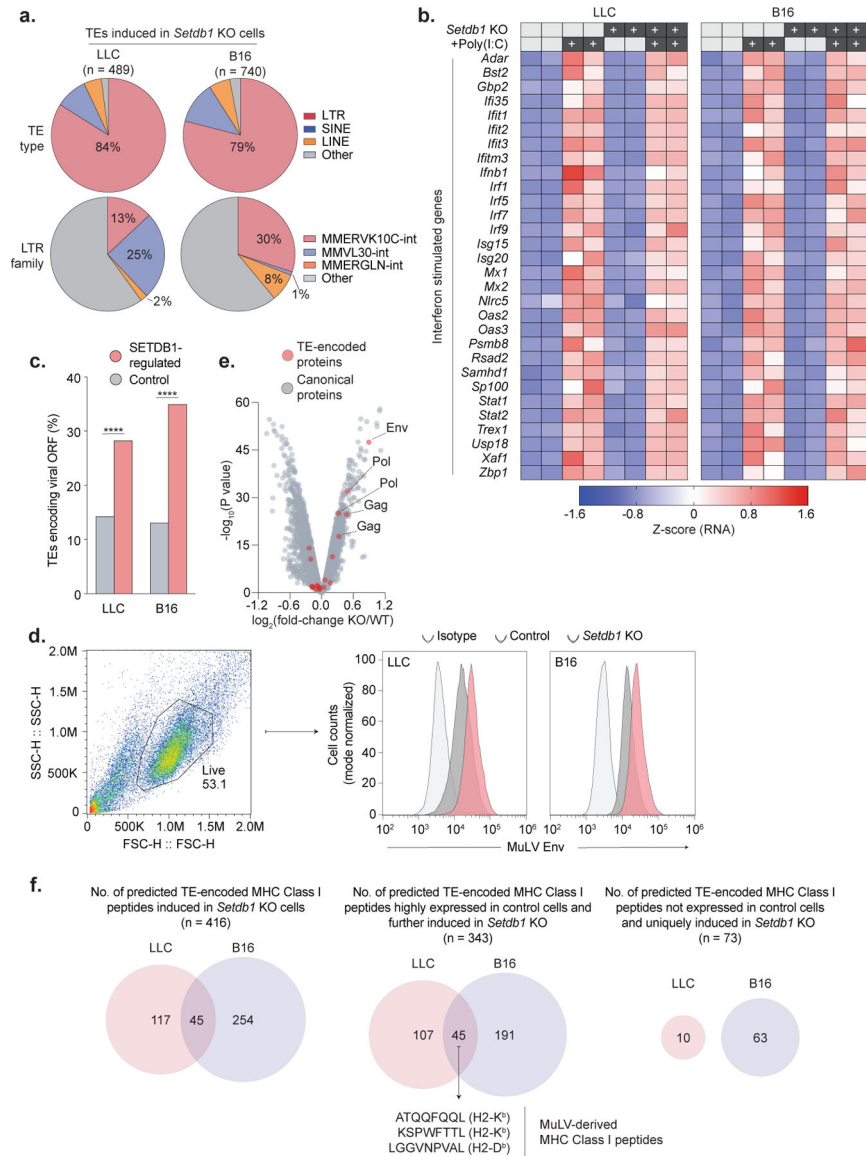 a.
TEs induced in Setdb1 KO cells
LLC
(n = 489)
B16
(n = 740)
TE
type
84%
79%
LTR
SINE
LINE
Other
LTR
family
13%
25%
2%
30%
8%
1%
MMERVK10C-int
MMVL30-int
MMERGLN-int
Other
b.
LLC
B16
Setdb1 KO
+ + + +
+ + + +
+Poly(I:C)
+ + + +
+ + + +
Interferon stimulated genes
Adar
Bst2
Gbp2
Ifi35
Ifit1
Ifit2
Ifit3
Ifitm3
Ifnb1
Irf1
Irf5
Irf7
Irf9
Isg15
Isg20
Mx1
Mx2
Nlrc5
Oas2
Oas3
Psmb8
Rsad2
Samhd1
Sp100
Stat1
Stat2
Trex1
Usp18
Xaf1
Zbp1
-1.6 -0.8 0 0.8 1.6
Z-score (RNA)
c.
SETDB1-
regulated
Control
TEs encoding viral ORF (%)
40
30
20
10
0
****
****
LLC B16
e.
TE-encoded
proteins
Canonical
proteins
-log10(P value)
60
45
30
15
0
Env
Pol
Pol
Gag
Gag
-1.2 -0.6 0.0 0.6 1.2
log2(fold-change KO/WT)
d.
SSC-H :: SSC-H
2.0M
1.5M
1.0M
500K
0
Live
53.1
0 500K 1.0M 1.5M 2.0M
FSC-H :: FSC-H
Isotype Control Setdb1 KO
Cell counts
(mode normalized)
100
80
60
40
20
0
LLC
B16
10² 10³ 10⁴ 10⁵ 10⁶
10² 10³ 10⁴ 10⁵ 10⁶
MuLV Env
f.
No. of predicted TE-encoded MHC Class I
peptides induced in Setdb1 KO cells
(n = 416)
LLC B16
117 45 254
No. of predicted TE-encoded MHC Class I
peptides highly expressed in control cells and
further induced in Setdb1 KO
(n = 343)
LLC B16
107 45 191
ATQQFQQL (H2-Kᵇ)
KSPWFTTL (H2-Kᵇ)
LGGVNPVAL (H2-Dᵇ)
MuLV-derived
MHC Class I peptides
No. of predicted TE-encoded MHC Class I
peptides not expressed in control cells
and uniquely induced in Setdb1 KO
(n = 73)
LLC B16
10 63